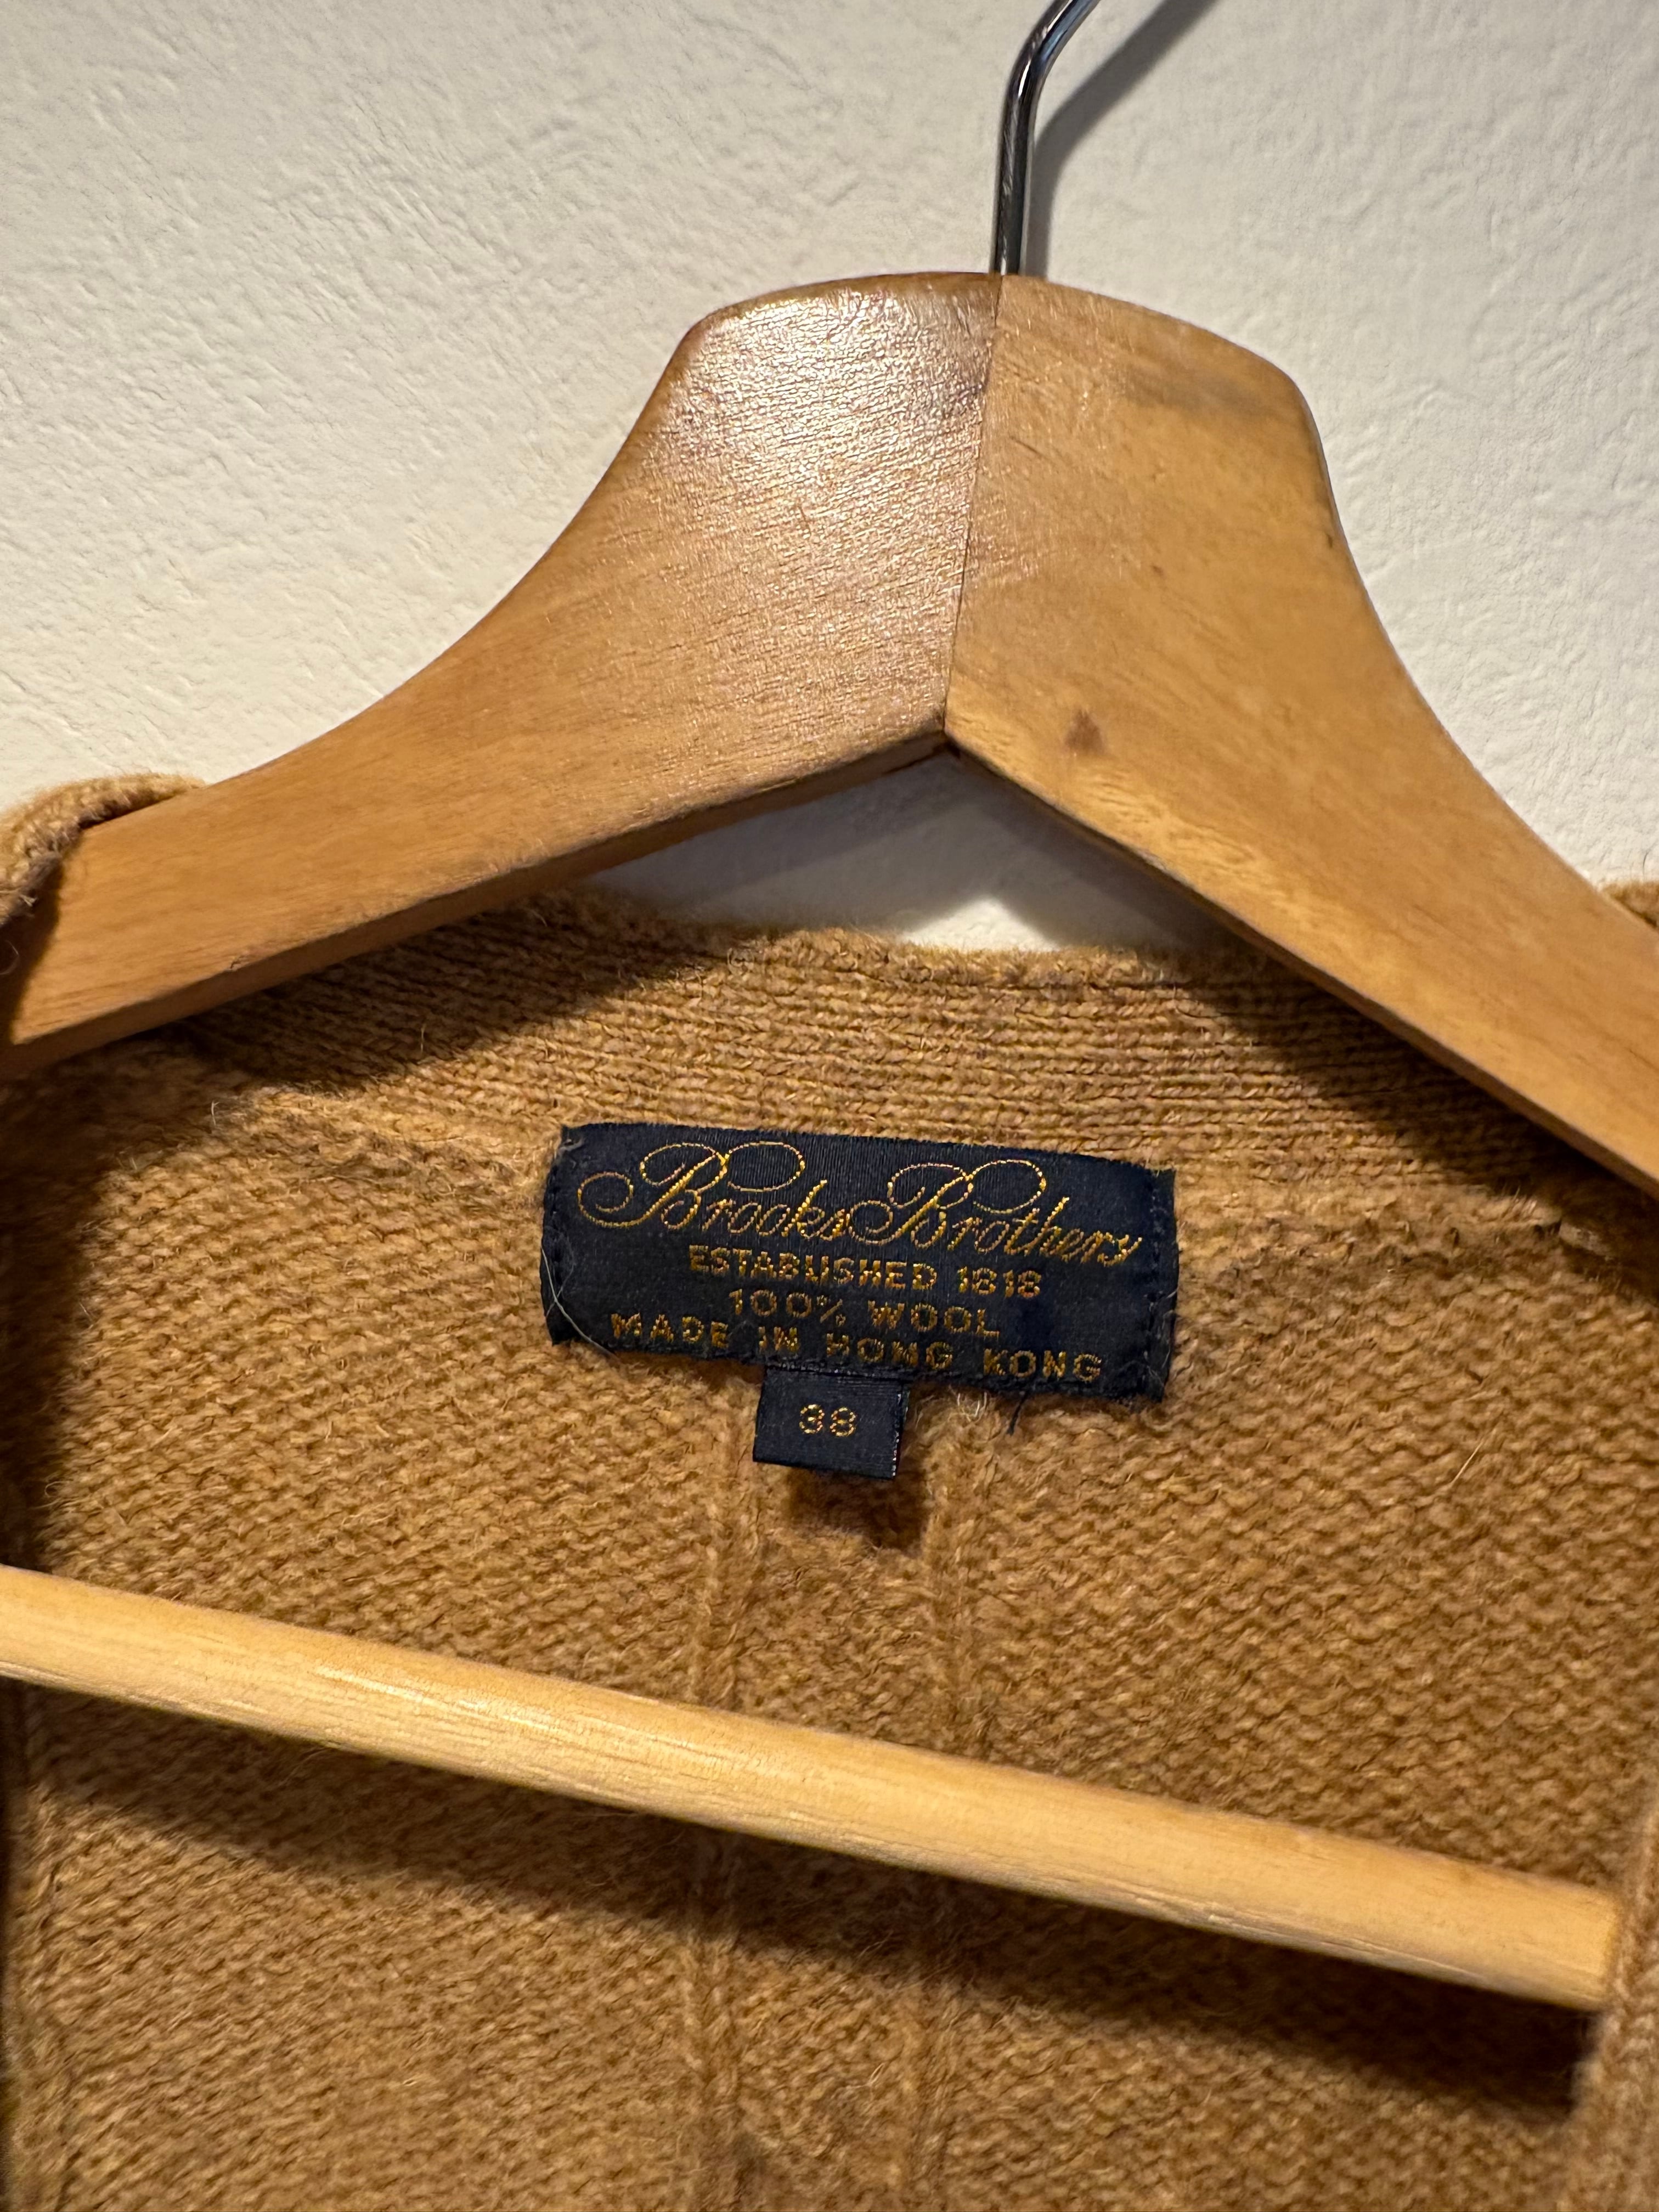 Brooks Brothers
ESTABLISHED 1818
100% WOOL
MADE IN HONG KONG
38